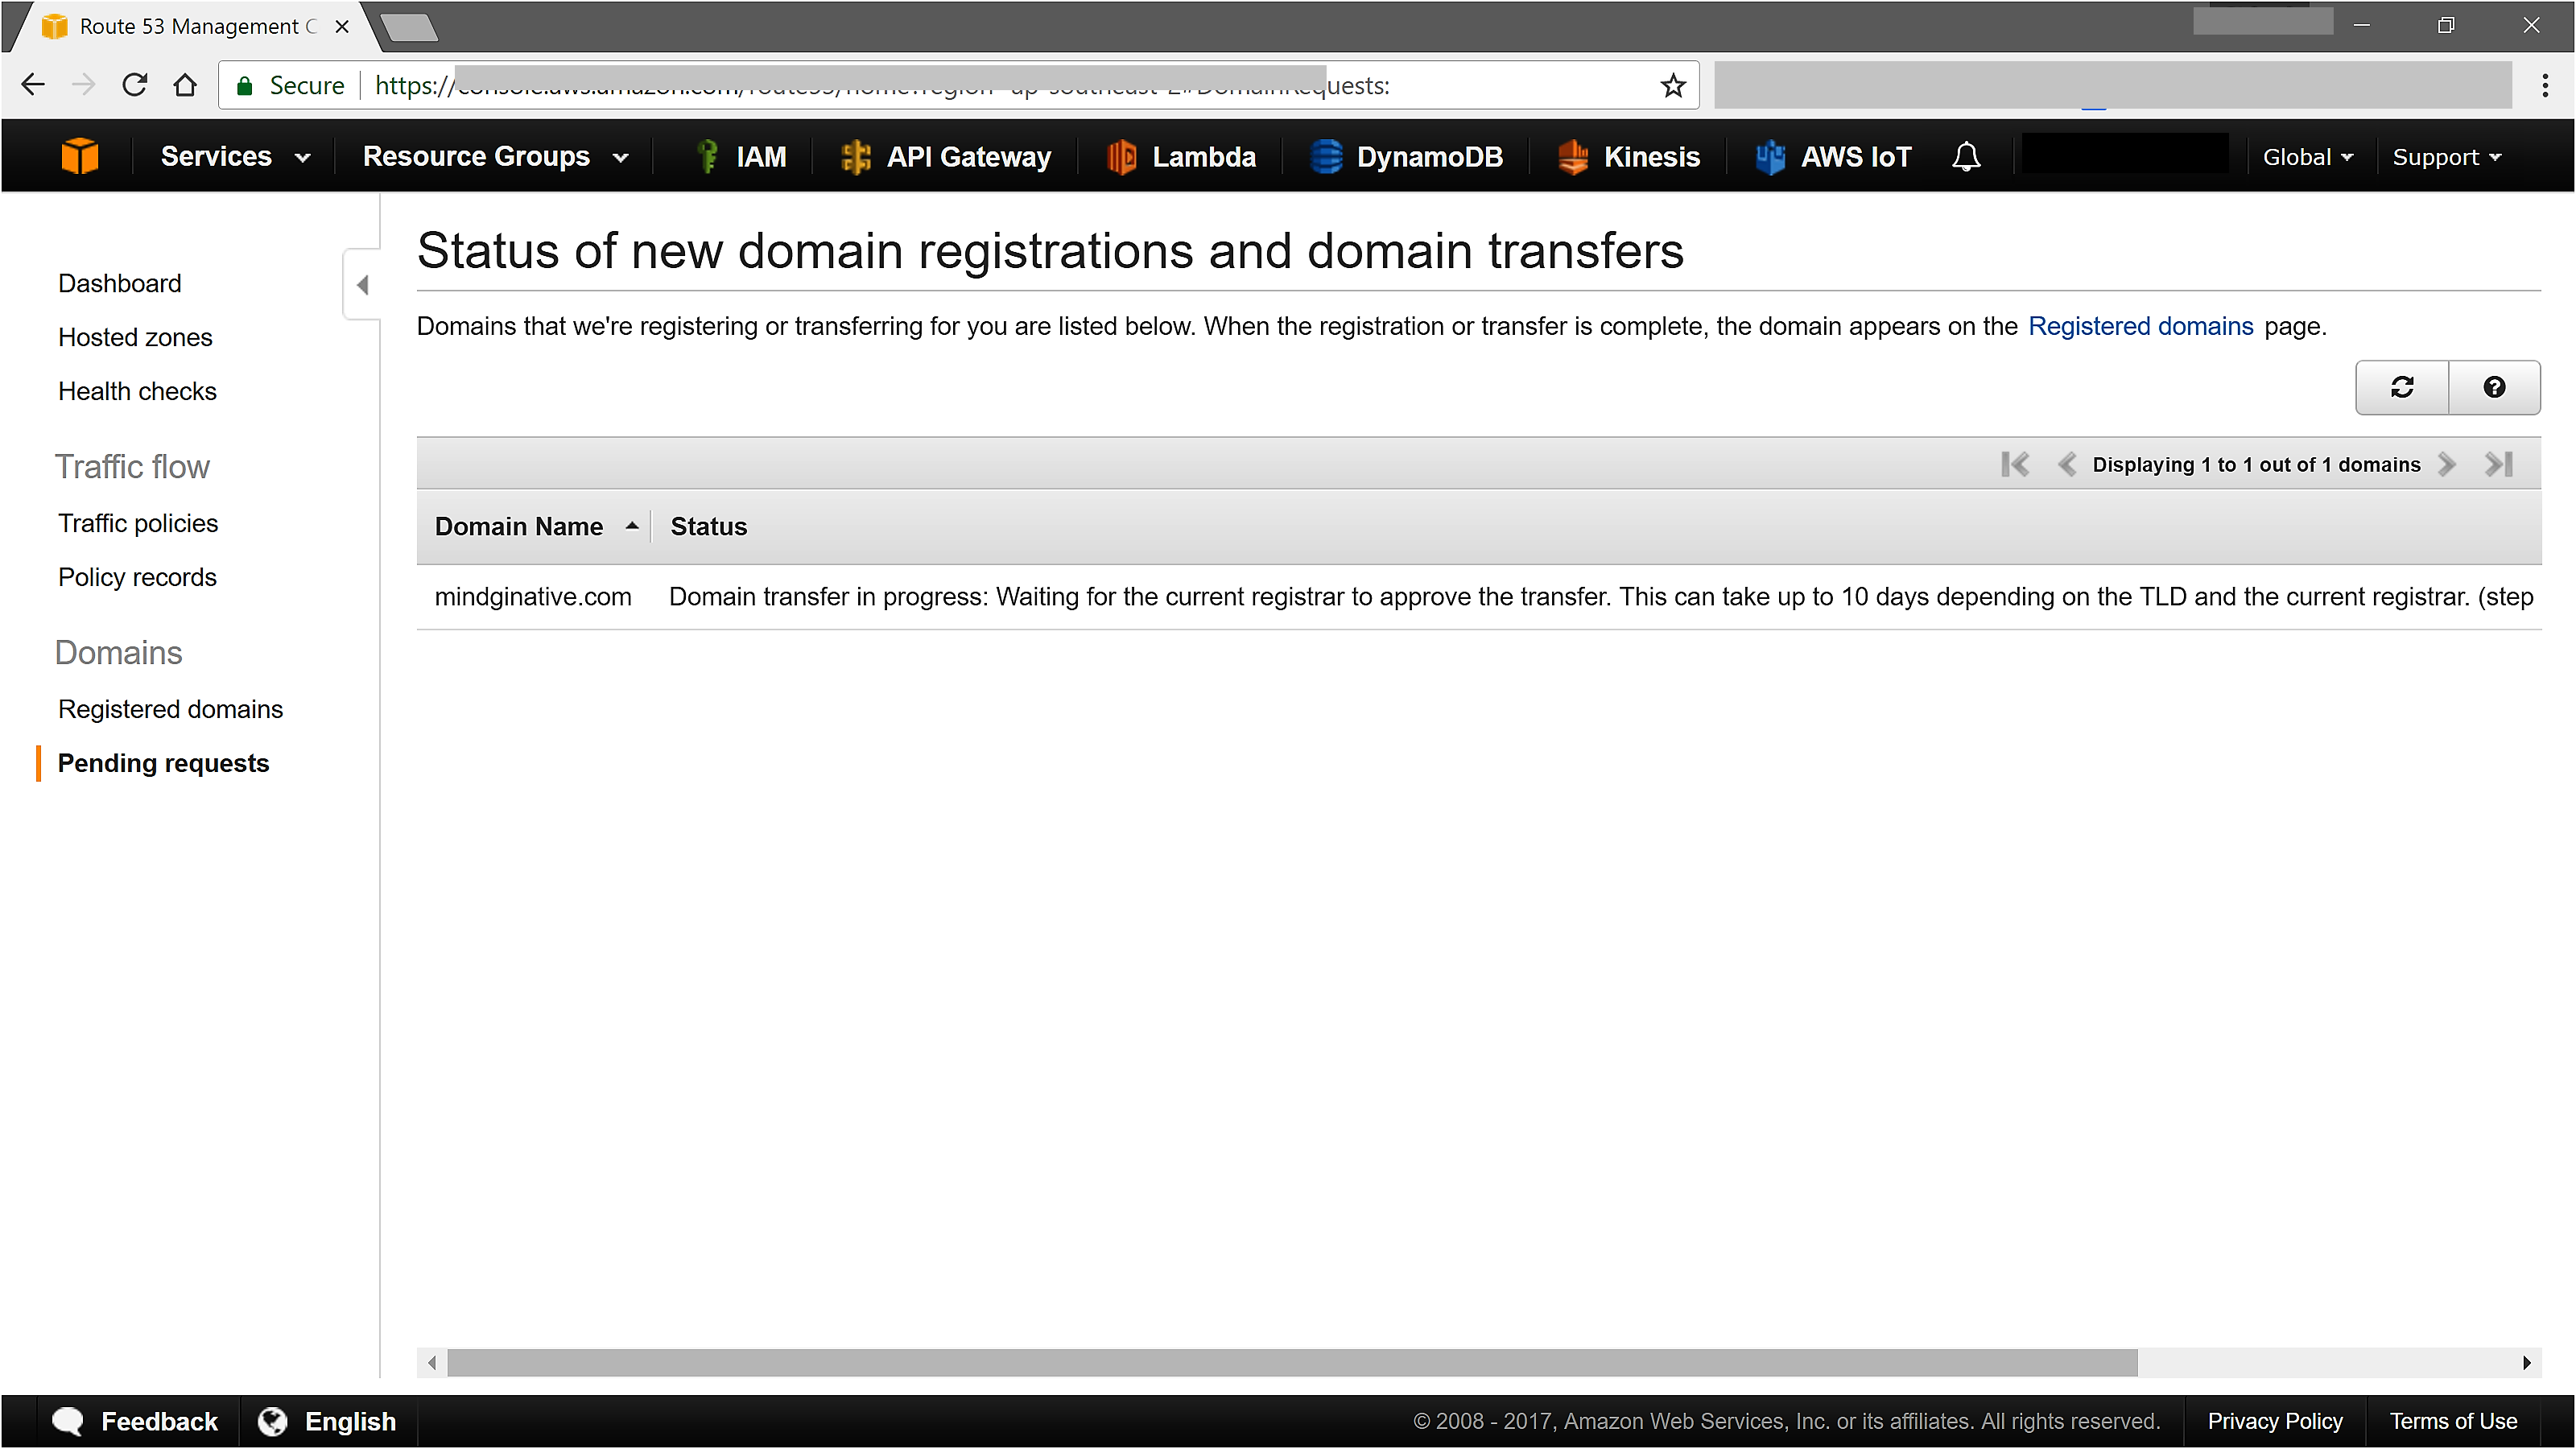 Route 53 Management C
Secure https:// uests:
Services Resource Groups IAM API Gateway Lambda DynamoDB Kinesis AWS IoT Global Support
Status of new domain registrations and domain transfers
Domains that we're registering or transferring for you are listed below. When the registration or transfer is complete, the domain appears on the Registered domains page.
Dashboard
Hosted zones
Health checks
Traffic flow
Traffic policies
Policy records
Domains
Registered domains
Pending requests
Displaying 1 to 1 out of 1 domains
Domain Name Status
mindginative.com Domain transfer in progress: Waiting for the current registrar to approve the transfer. This can take up to 10 days depending on the TLD and the current registrar. (step
Feedback English © 2008 - 2017, Amazon Web Services, Inc. or its affiliates. All rights reserved. Privacy Policy Terms of Use